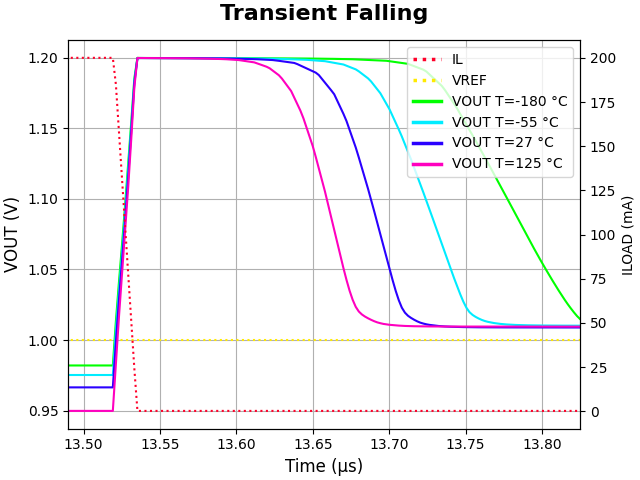 Transient Falling
IL
VREF
VOUT T=-180 °C
VOUT T=-55 °C
VOUT T=27 °C
VOUT T=125 °C
VOUT (V)
1.20
1.15
1.10
1.05
1.00
0.95
200
175
150
125
100
75
50
25
0
ILOAD (mA)
13.50 13.55 13.60 13.65 13.70 13.75 13.80
Time (μs)